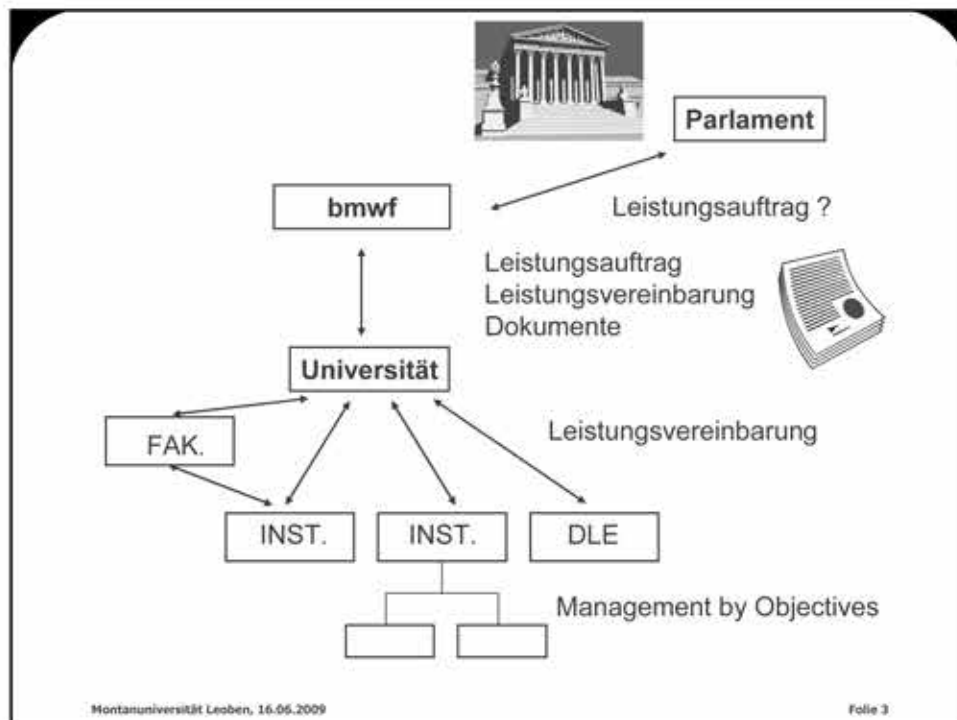 Parlament
bmwf
Leistungsauftrag ?
Leistungsauftrag
Leistungsvereinbarung
Dokumente
Universität
FAK.
Leistungsvereinbarung
INST.
INST.
DLE
Management by Objectives
Montanuniversität Leoben, 16.06.2009
Folie 3